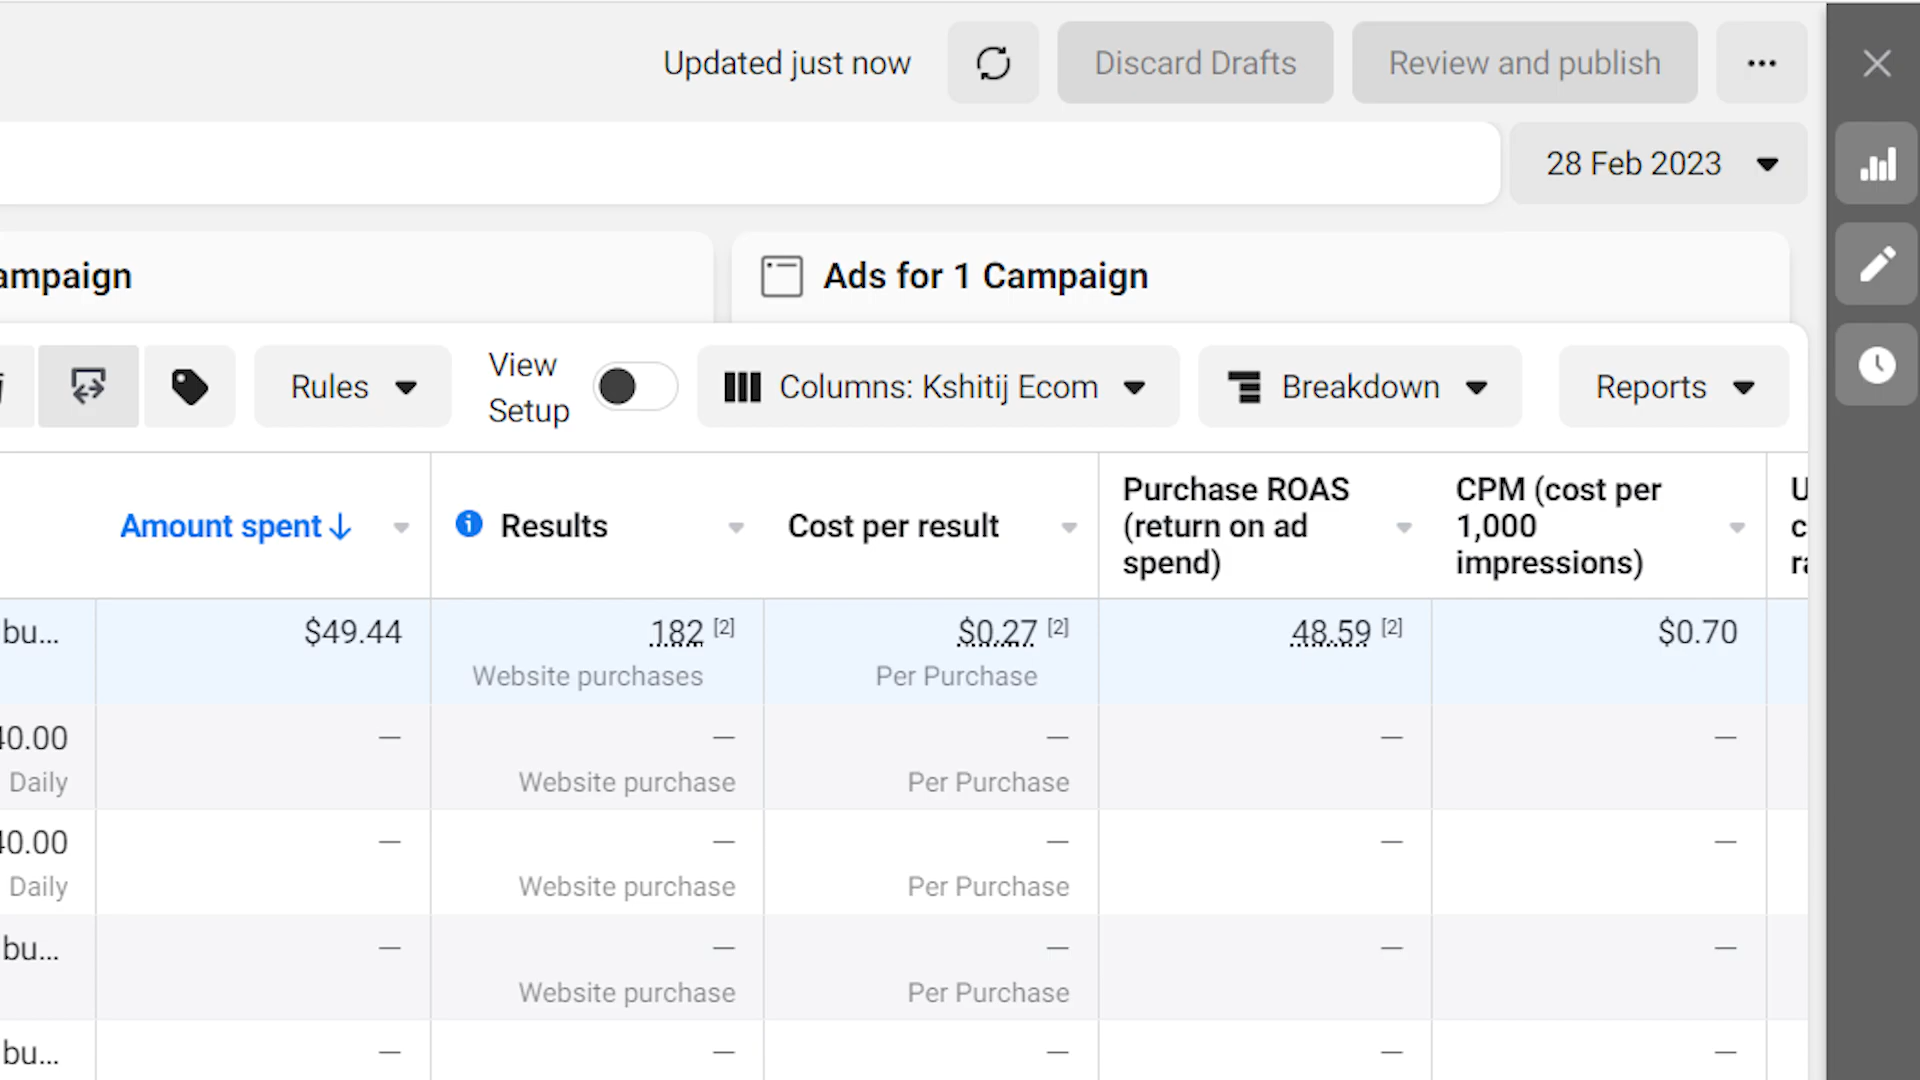 Updated just now
Discard Drafts
Review and publish
28 Feb 2023
ampaign
Ads for 1 Campaign
Rules
View
Setup
Columns: Kshitij Ecom
Breakdown
Reports
Amount spent
Results
Cost per result
Purchase ROAS
(return on ad
spend)
CPM (cost per
1,000
impressions)
bu...
$49.44
182 [2]
$0.27 [2]
48.59 [2]
$0.70
Website purchases
Per Purchase
40.00
—
—
—
—
—
Daily
Website purchase
Per Purchase
40.00
—
—
—
—
—
Daily
Website purchase
Per Purchase
bu...
—
—
—
—
—
Website purchase
Per Purchase
bu...
—
—
—
—
—